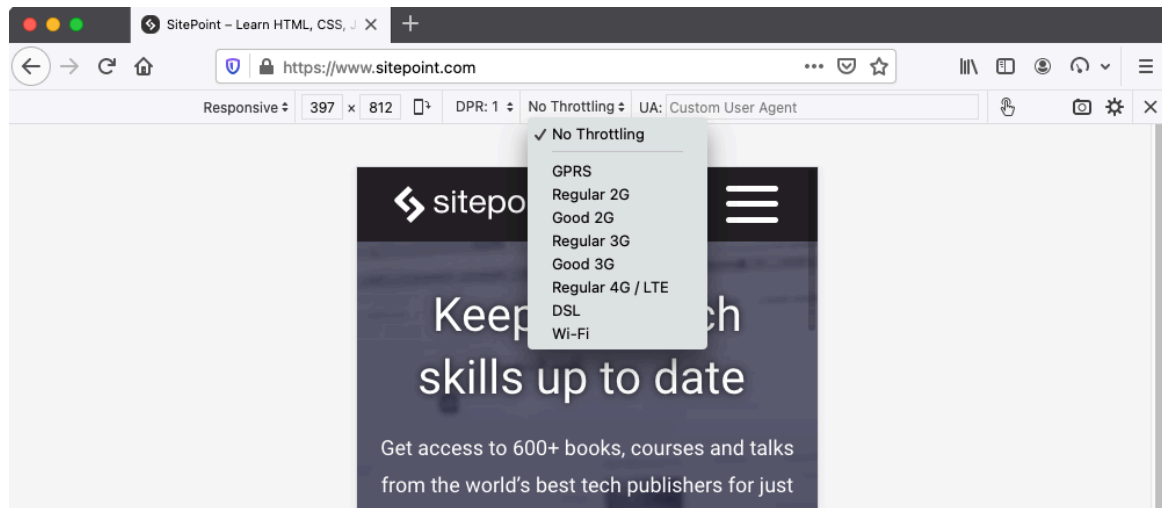 SitePoint – Learn HTML, CSS, J
https://www.sitepoint.com
Responsive 397 × 812 DPR: 1 No Throttling UA: Custom User Agent
✓ No Throttling
GPRS
Regular 2G
Good 2G
Regular 3G
Good 3G
Regular 4G / LTE
DSL
Wi-Fi
sitepo
Keep ch
skills up to date
Get access to 600+ books, courses and talks
from the world's best tech publishers for just